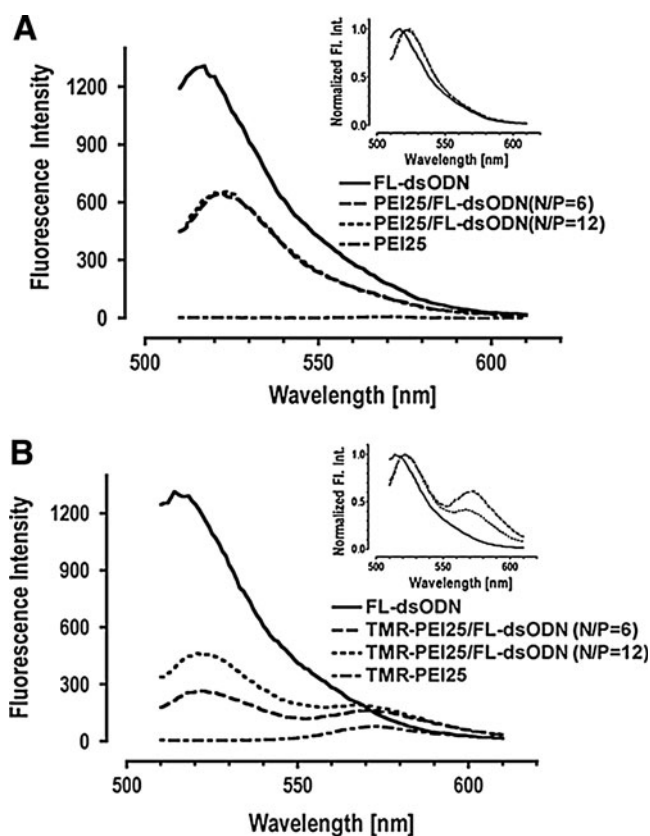 A
Fluorescence Intensity
1200
900
600
300
0
500
550
600
Wavelength [nm]
Normalized Fl. Int.
1.0
0.5
0.0
500
550
600
Wavelength [nm]
FL-dsODN
PEI25/FL-dsODN(N/P=6)
PEI25/FL-dsODN(N/P=12)
PEI25
B
Fluorescence Intensity
1200
900
600
300
0
500
550
600
Wavelength [nm]
Normalized Fl. Int.
1.0
0.5
0.0
500
550
600
Wavelength [nm]
FL-dsODN
TMR-PEI25/FL-dsODN (N/P=6)
TMR-PEI25/FL-dsODN (N/P=12)
TMR-PEI25